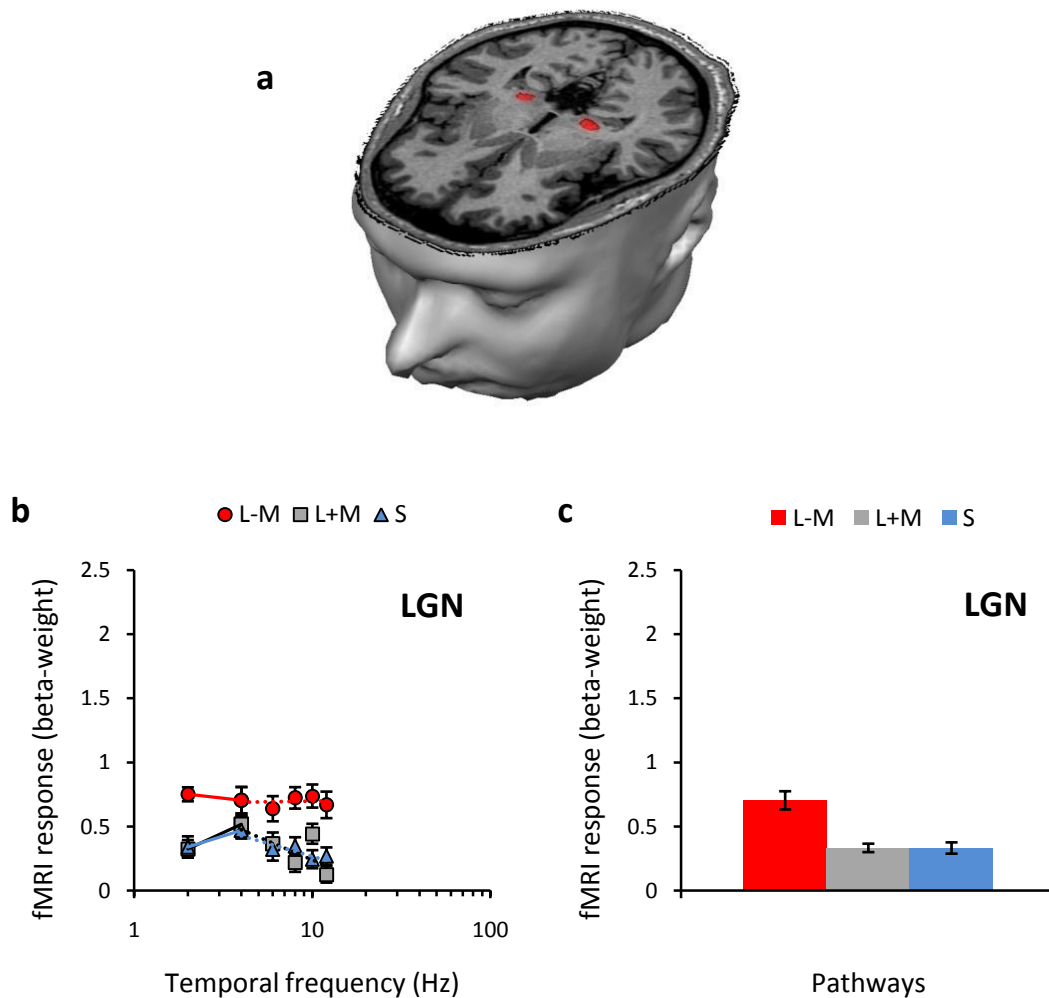 a
b
L-M L+M S
fMRI response (beta-weight)
2.5
2
1.5
1
0.5
0
LGN
1 10 100
Temporal frequency (Hz)
c
L-M L+M S
fMRI response (beta-weight)
2.5
2
1.5
1
0.5
0
LGN
Pathways